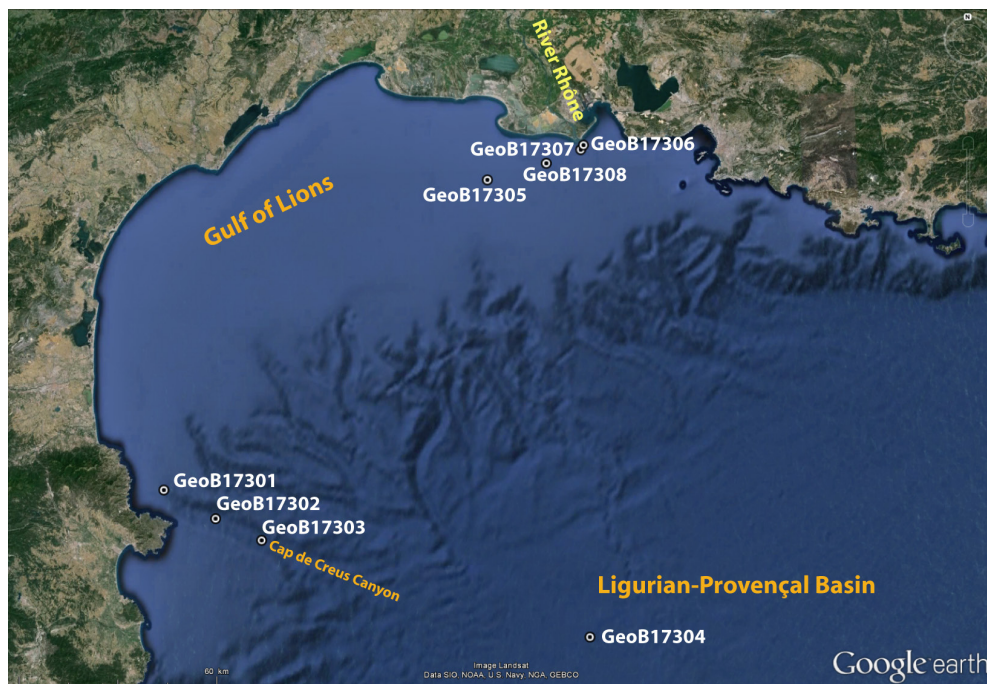 N
River Rhône
GeoB17307
GeoB17306
GeoB17308
GeoB17305
Gulf of Lions
GeoB17301
GeoB17302
GeoB17303
Cap de Creus Canyon
Ligurian-Provençal Basin
GeoB17304
60 km
Image Landsat
Data SIO, NOAA, U.S. Navy, NGA, GEBCO
Google earth